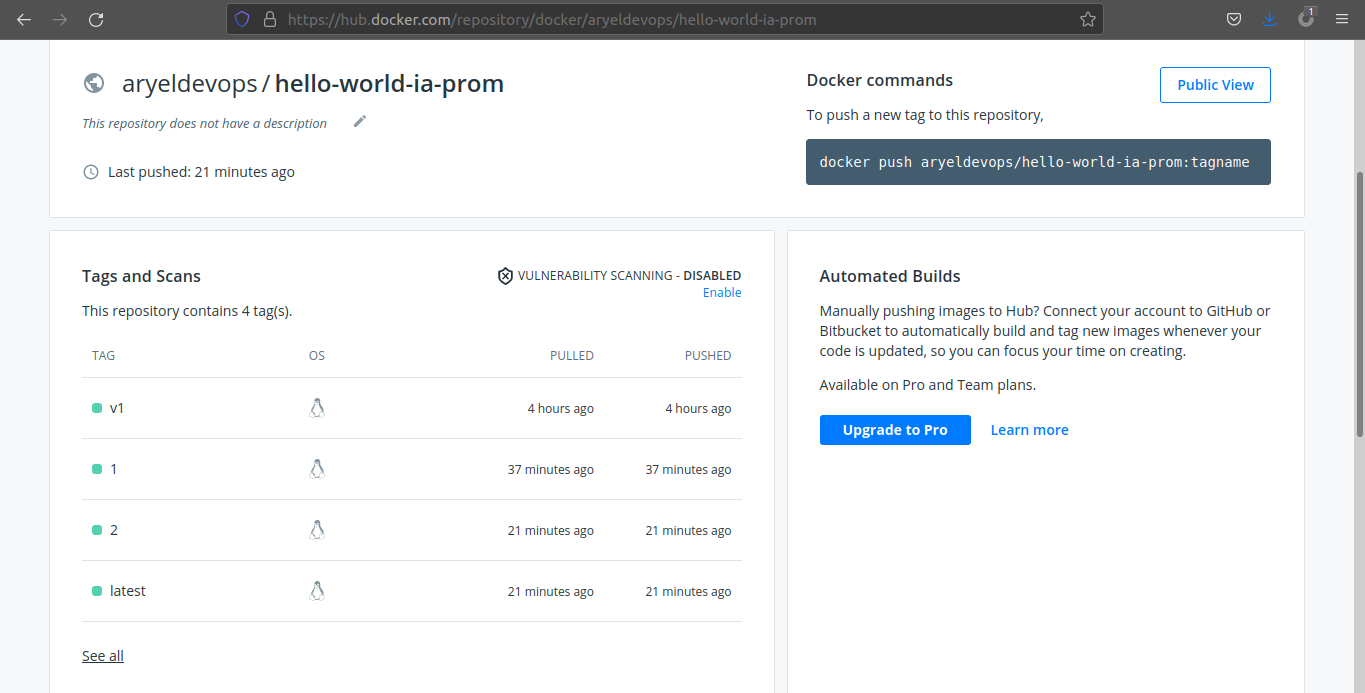 https://hub.docker.com/repository/docker/aryeldevops/hello-world-ia-prom
1
aryeldevops / hello-world-ia-prom
This repository does not have a description
Last pushed: 21 minutes ago
Docker commands
Public View
To push a new tag to this repository,
docker push aryeldevops/hello-world-ia-prom:tagname
Tags and Scans
VULNERABILITY SCANNING - DISABLED
Enable
This repository contains 4 tag(s).
TAG OS PULLED PUSHED
v1 4 hours ago 4 hours ago
1 37 minutes ago 37 minutes ago
2 21 minutes ago 21 minutes ago
latest 21 minutes ago 21 minutes ago
See all
Automated Builds
Manually pushing images to Hub? Connect your account to GitHub or
Bitbucket to automatically build and tag new images whenever your
code is updated, so you can focus your time on creating.
Available on Pro and Team plans.
Upgrade to Pro Learn more